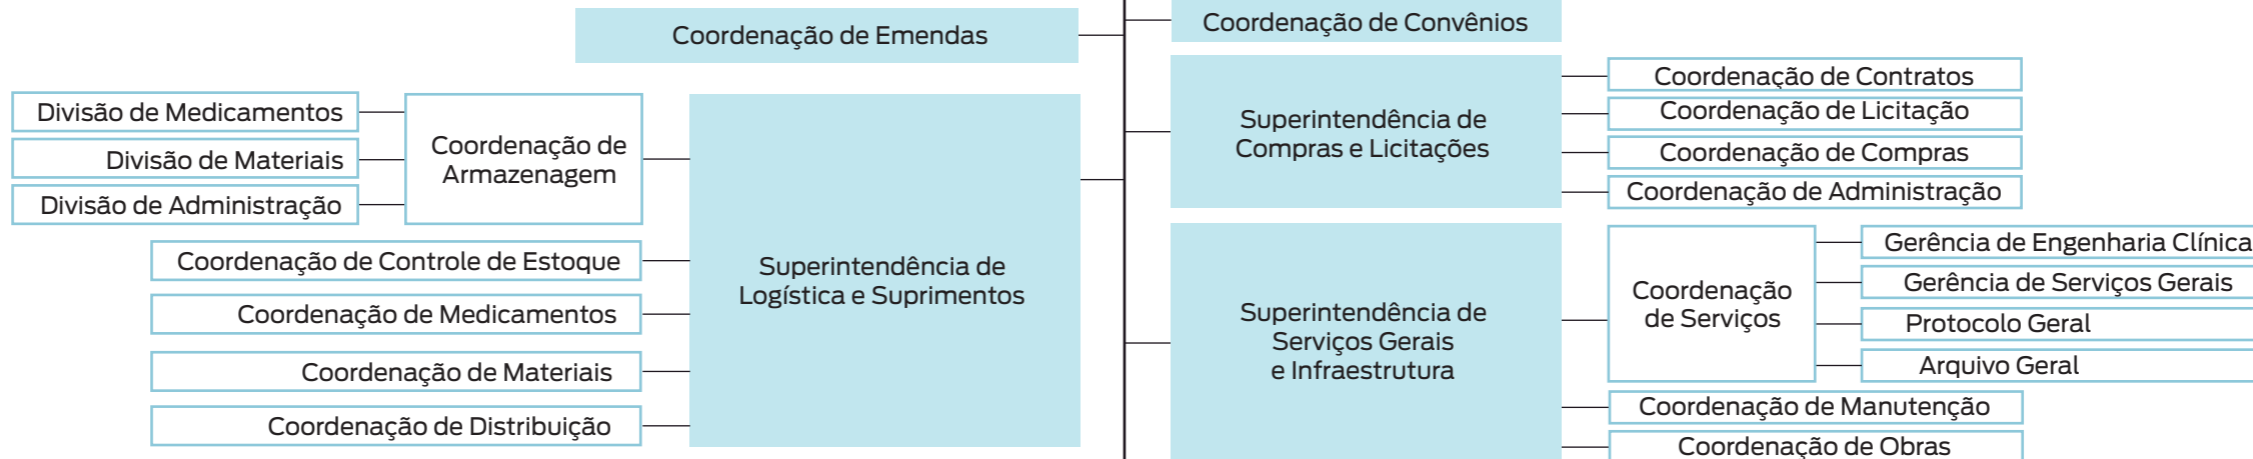 Coordenação de Emendas
Divisão de Medicamentos
Divisão de Materiais
Divisão de Administração
Coordenação de
Armazenagem
Coordenação de Controle de Estoque
Coordenação de Medicamentos
Coordenação de Materiais
Coordenação de Distribuição
Superintendência de
Logística e Suprimentos
Coordenação de Convênios
Superintendência de
Compras e Licitações
Coordenação de Contratos
Coordenação de Licitação
Coordenação de Compras
Coordenação de Administração
Superintendência de
Serviços Gerais
e Infraestrutura
Coordenação
de Serviços
Gerência de Engenharia Clínica
Gerência de Serviços Gerais
Protocolo Geral
Arquivo Geral
Coordenação de Manutenção
Coordenação de Obras